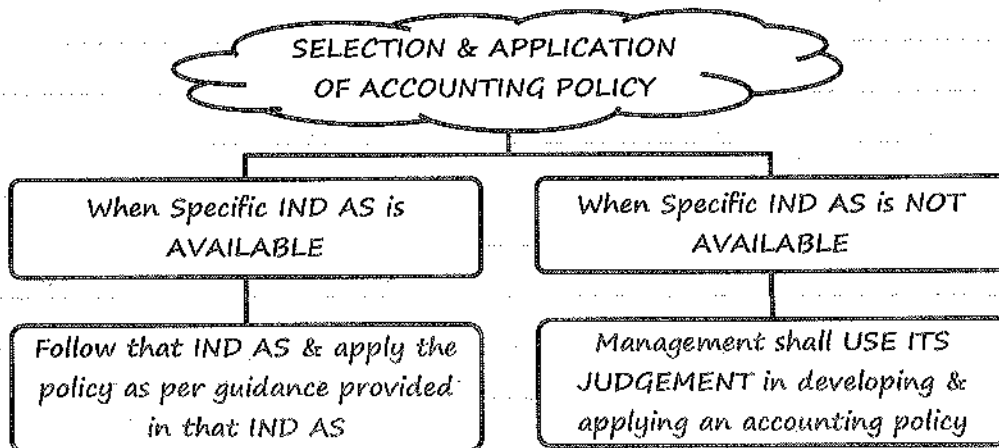 SELECTION & APPLICATION
OF ACCOUNTING POLICY
When Specific IND AS is
AVAILABLE
When Specific IND AS is NOT
AVAILABLE
Follow that IND AS & apply the
policy as per guidance provided
in that IND AS
Management shall USE ITS
JUDGEMENT in developing &
applying an accounting policy